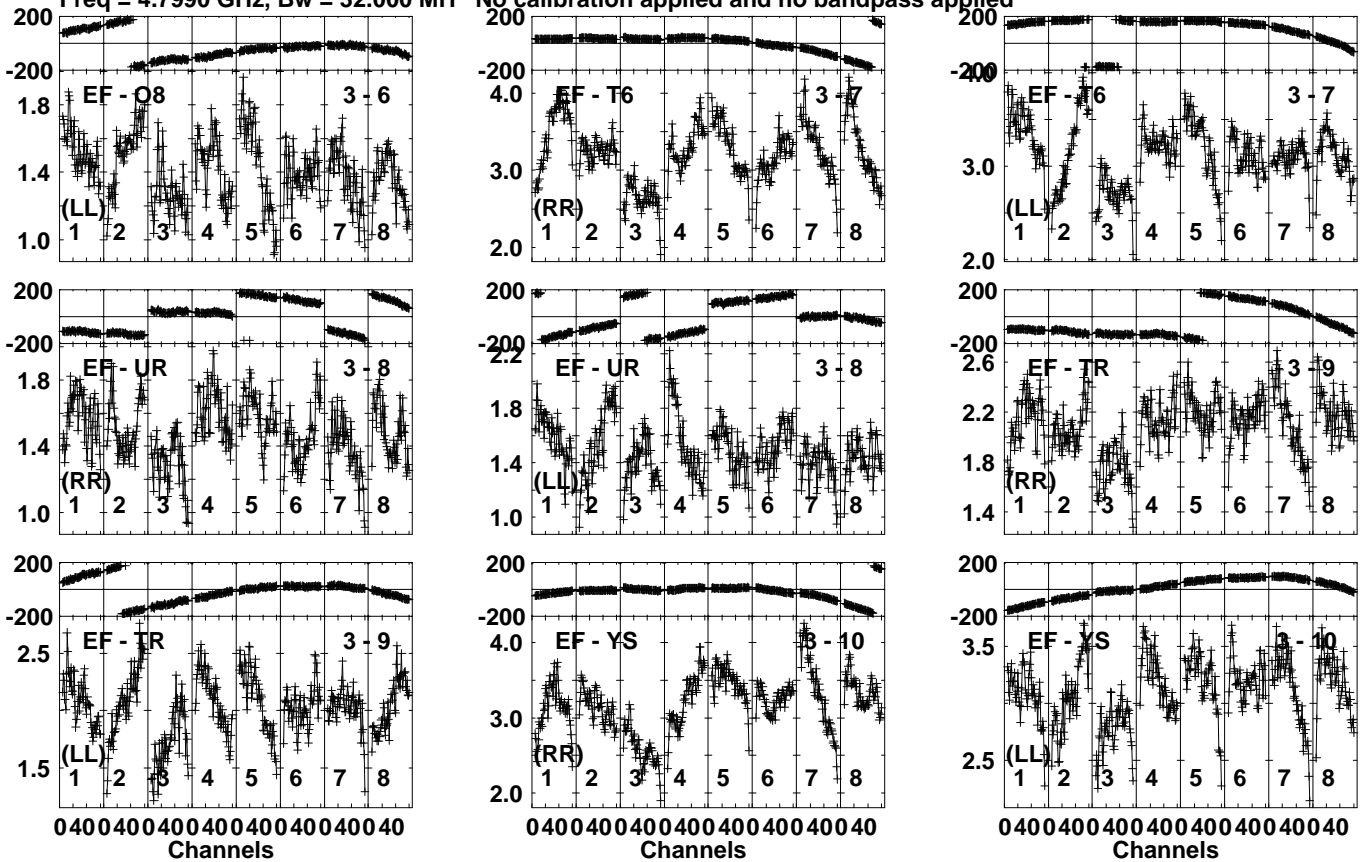 Freq = 4.7990 GHz, Bw = 32.000 MH No calibration applied and no bandpass applied
200 200 200
-200 -200 -200
EF - O8 3 - 6 EF - T6 3 - 7 EF - T6 3 - 7
1.8 4.0 4.0
1.4 3.0 3.0
(LL) (RR) (LL)
1 2 3 4 5 6 7 8 1 2 3 4 5 6 7 8 1 2 3 4 5 6 7 8
1.0 2.0 2.0
200 200 200
-200 -200 -200
EF - UR 3 - 8 EF - UR 3 - 8 EF - TR 3 - 9
1.8 2.2 1.8 2.6 2.2
1.4 1.4 1.8
(RR) (LL) (RR)
1 2 3 4 5 6 7 8 1 2 3 4 5 6 7 8 1 2 3 4 5 6 7 8
1.0 1.0 1.4
200 200 200
-200 -200 -200
EF - TR 3 - 9 EF - YS 3 - 10 EF - YS 3 - 10
2.5 4.0 3.5
3.0
(LL) (RR) (LL)
1.5 2.5
1 2 3 4 5 6 7 8 1 2 3 4 5 6 7 8 1 2 3 4 5 6 7 8
2.0
0 40 0 40 0 40 0 40 0 40 0 40 0 40 0 40 0 40 0 40 0 40 0 40 0 40 0 40 0 40 0 40 0 40 0 40 0 40 0 40 0 40 0 40 0 40 0 40
Channels Channels Channels